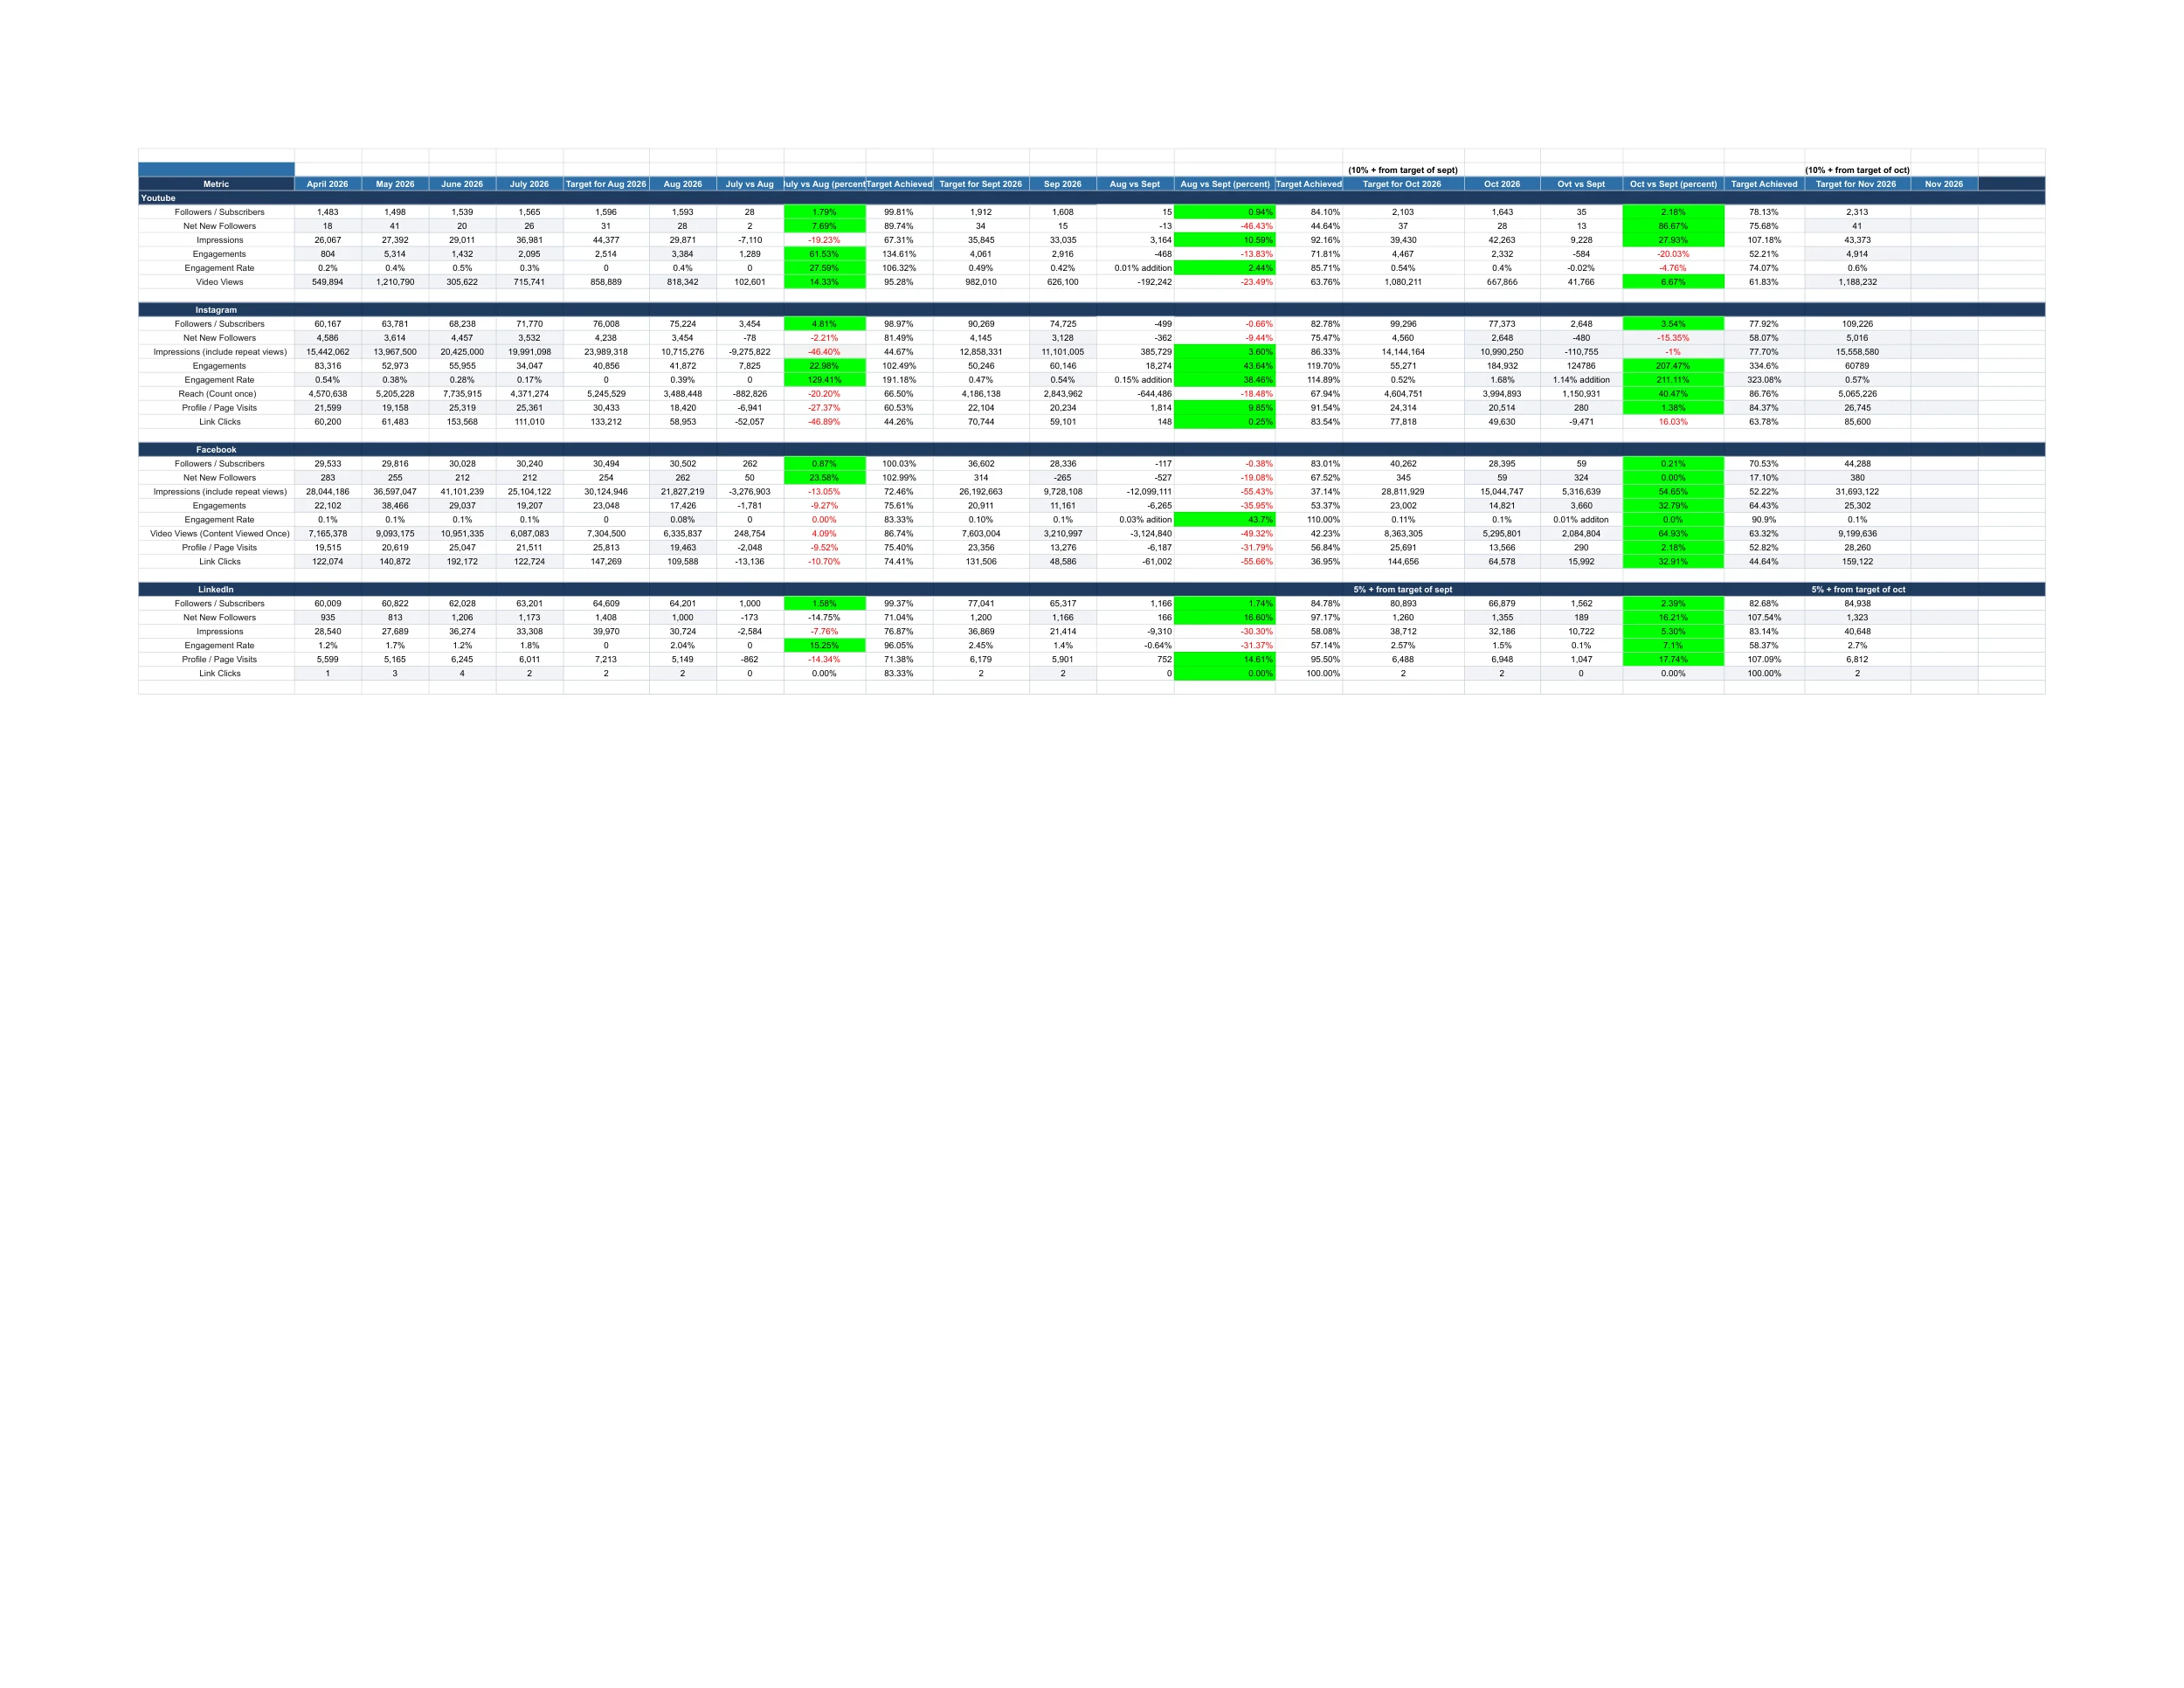 (10% + from target of sept) (10% + from target of oct)
Metric April 2026 May 2026 June 2026 July 2026 Target for Aug 2026 Aug 2026 July vs Aug uly vs Aug (percent Target Achieved Target for Sept 2026 Sep 2026 Aug vs Sept Aug vs Sept (percent) Target Achieved Target for Oct 2026 Oct 2026 Ovt vs Sept Oct vs Sept (percent) Target Achieved Target for Nov 2026 Nov 2026
Youtube
Followers / Subscribers 1,483 1,498 1,539 1,565 1,596 1,593 28 1.79% 99.81% 1,912 1,608 15 0.94% 84.10% 2,103 1,643 35 2.18% 78.13% 2,313
Net New Followers 18 41 20 26 31 28 2 7.69% 89.74% 34 15 -13 -46.43% 44.64% 37 28 13 86.67% 75.68% 41
Impressions 26,067 27,392 29,011 36,981 44,377 29,871 -7,110 -19.23% 67.31% 35,845 33,035 3,164 10.59% 92.16% 39,430 42,263 9,228 27.93% 107.18% 43,373
Engagements 804 5,314 1,432 2,095 2,514 3,384 1,289 61.53% 134.61% 4,061 2,916 -468 -13.83% 71.81% 4,467 2,332 -584 -20.03% 52.21% 4,914
Engagement Rate 0.2% 0.4% 0.5% 0.3% 0 0.4% 0 27.59% 106.32% 0.49% 0.42% 0.01% addition 2.44% 85.71% 0.54% 0.4% -0.02% -4.76% 74.07% 0.6%
Video Views 549,894 1,210,790 305,622 715,741 858,889 818,342 102,601 14.33% 95.28% 982,010 626,100 -192,242 -23.49% 63.76% 1,080,211 667,866 41,766 6.67% 61.83% 1,188,232
Instagram
Followers / Subscribers 60,167 63,781 68,238 71,770 76,008 75,224 3,454 4.81% 98.97% 90,269 74,725 -499 -0.66% 82.78% 99,296 77,373 2,648 3.54% 77.92% 109,226
Net New Followers 4,586 3,614 4,457 3,532 4,238 3,454 -78 -2.21% 81.49% 4,145 3,128 -362 -9.44% 75.47% 4,560 2,648 -480 -15.35% 58.07% 5,016
Impressions (include repeat views) 15,442,062 13,967,500 20,425,000 19,991,098 23,989,318 10,715,276 -9,275,822 -46.40% 44.67% 12,858,331 11,101,005 385,729 3.60% 86.33% 14,144,164 10,990,250 -110,755 -1% 77.70% 15,558,580
Engagements 83,316 52,973 55,955 34,047 40,856 41,872 7,825 22.98% 102.49% 50,246 60,146 18,274 43.64% 119.70% 55,271 184,932 124786 207.47% 334.6% 60789
Engagement Rate 0.54% 0.38% 0.28% 0.17% 0 0.39% 0 129.41% 191.18% 0.47% 0.54% 0.15% addition 38.46% 114.89% 0.52% 1.68% 1.14% addition 211.11% 323.08% 0.57%
Reach (Count once) 4,570,638 5,205,228 7,735,915 4,371,274 5,245,529 3,488,448 -882,826 -20.20% 66.50% 4,186,138 2,843,962 -644,486 -18.48% 67.94% 4,604,751 3,994,893 1,150,931 40.47% 86.76% 5,065,226
Profile / Page Visits 21,599 19,158 25,319 25,361 30,433 18,420 -6,941 -27.37% 60.53% 22,104 20,234 1,814 9.85% 91.54% 24,314 20,514 280 1.38% 84.37% 26,745
Link Clicks 60,200 61,483 153,568 111,010 133,212 58,953 -52,057 -46.89% 44.26% 70,744 59,101 148 0.25% 83.54% 77,818 49,630 -9,471 16.03% 63.78% 85,600
Facebook
Followers / Subscribers 29,533 29,816 30,028 30,240 30,494 30,502 262 0.87% 100.03% 36,602 28,336 -117 -0.38% 83.01% 40,262 28,395 59 0.21% 70.53% 44,288
Net New Followers 283 255 212 212 254 262 50 23.58% 102.99% 314 -265 -527 -19.08% 67.52% 345 59 324 0.00% 17.10% 380
Impressions (include repeat views) 28,044,186 36,597,047 41,101,239 25,104,122 30,124,946 21,827,219 -3,276,903 -13.05% 72.46% 26,192,663 9,728,108 -12,099,111 -55.43% 37.14% 28,811,929 15,044,747 5,316,639 54.65% 52.22% 31,693,122
Engagements 22,102 38,466 29,037 19,207 23,048 17,426 -1,781 -9.27% 75.61% 20,911 11,161 -6,265 -35.95% 53.37% 23,002 14,821 3,660 32.79% 64.43% 25,302
Engagement Rate 0.1% 0.1% 0.1% 0.1% 0 0.08% 0 0.00% 83.33% 0.10% 0.1% 0.03% adition 43.7% 110.00% 0.11% 0.1% 0.01% additon 0.0% 90.9% 0.1%
Video Views (Content Viewed Once) 7,165,378 9,093,175 10,951,335 6,087,083 7,304,500 6,335,837 248,754 4.09% 86.74% 7,603,004 3,210,997 -3,124,840 -49.32% 42.23% 8,363,305 5,295,801 2,084,804 64.93% 63.32% 9,199,636
Profile / Page Visits 19,515 20,619 25,047 21,511 25,813 19,463 -2,048 -9.52% 75.40% 23,356 13,276 -6,187 -31.79% 56.84% 25,691 13,566 290 2.18% 52.82% 28,260
Link Clicks 122,074 140,872 192,172 122,724 147,269 109,588 -13,136 -10.70% 74.41% 131,506 48,586 -61,002 -55.66% 36.95% 144,656 64,578 15,992 32.91% 44.64% 159,122
LinkedIn 5% + from target of sept 5% + from target of oct
Followers / Subscribers 60,009 60,822 62,028 63,201 64,609 64,201 1,000 1.58% 99.37% 77,041 65,317 1,166 1.74% 84.78% 80,893 66,879 1,562 2.39% 82.68% 84,938
Net New Followers 935 813 1,206 1,173 1,408 1,000 -173 -14.75% 71.04% 1,200 1,166 166 16.60% 97.17% 1,260 1,355 189 16.21% 107.54% 1,323
Impressions 28,540 27,689 36,274 33,308 39,970 30,724 -2,584 -7.76% 76.87% 36,869 21,414 -9,310 -30.30% 58.08% 38,712 32,186 10,722 5.30% 83.14% 40,648
Engagement Rate 1.2% 1.7% 1.2% 1.8% 0 2.04% 0 15.25% 96.05% 2.45% 1.4% -0.64% -31.37% 57.14% 2.57% 1.5% 0.1% 7.1% 58.37% 2.7%
Profile / Page Visits 5,599 5,165 6,245 6,011 7,213 5,149 -862 -14.34% 71.38% 6,179 5,901 752 14.61% 95.50% 6,488 6,948 1,047 17.74% 107.09% 6,812
Link Clicks 1 3 4 2 2 2 0 0.00% 83.33% 2 2 0 0.00% 100.00% 2 2 0 0.00% 100.00% 2